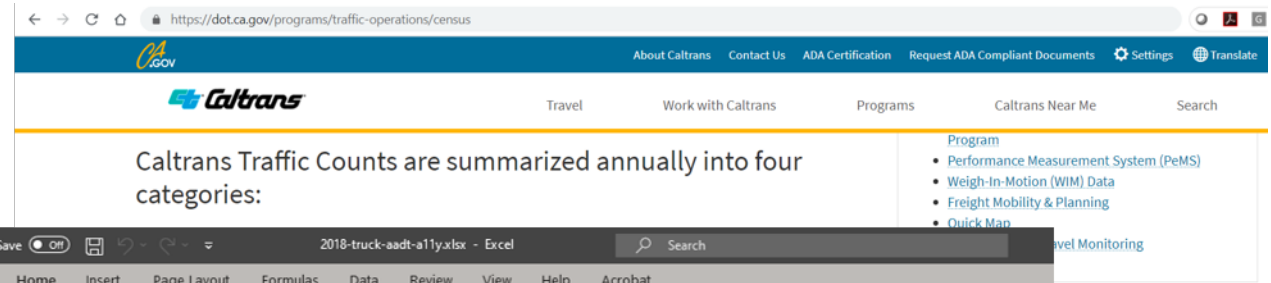 https://dot.ca.gov/programs/traffic-operations/census
CA.GOV
About Caltrans Contact Us ADA Certification Request ADA Compliant Documents Settings Translate
Caltrans
Travel Work with Caltrans Programs Caltrans Near Me Search
Caltrans Traffic Counts are summarized annually into four
categories:
Program
Performance Measurement System (PeMS)
Weigh-In-Motion (WIM) Data
Freight Mobility & Planning
Quick Map
avel Monitoring
Save Off 2018-truck-aadt-a11y.xlsx - Excel Search
Home Insert Page Layout Formulas Data Review View Help Acrobat